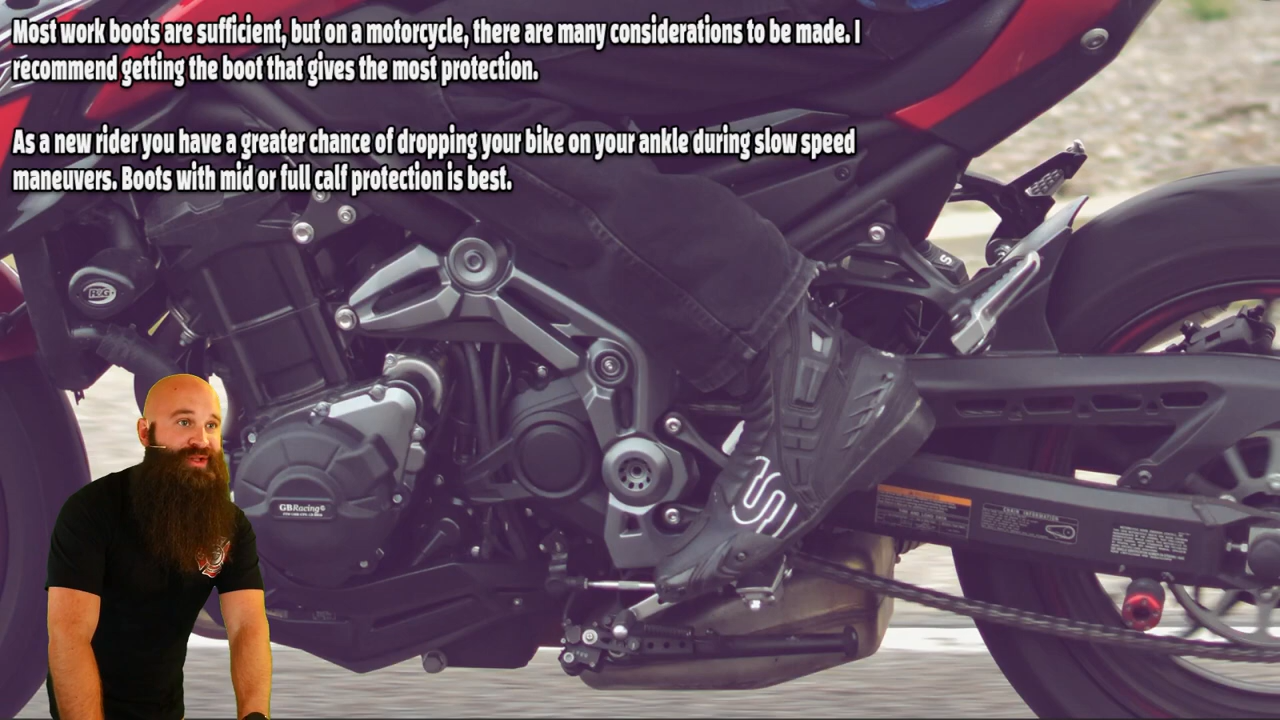 Most work boots are sufficient, but on a motorcycle, there are many considerations to be made. I
recommend getting the boot that gives the most protection.
As a new rider you have a greater chance of dropping your bike on your ankle during slow speed
maneuvers. Boots with mid or full calf protection is best.
R&G
GBRacing
CHAIN INFORMATION